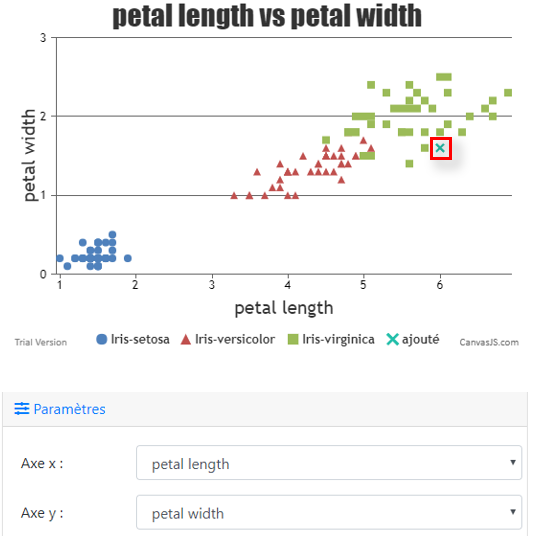 petal length vs petal width
3
2
1
0
petal width
1 2 3 4 5 6
petal length
Trial Version Iris-setosa Iris-versicolor Iris-virginica ajouté CanvasJS.com
Paramètres
Axe x : petal length
Axe y : petal width